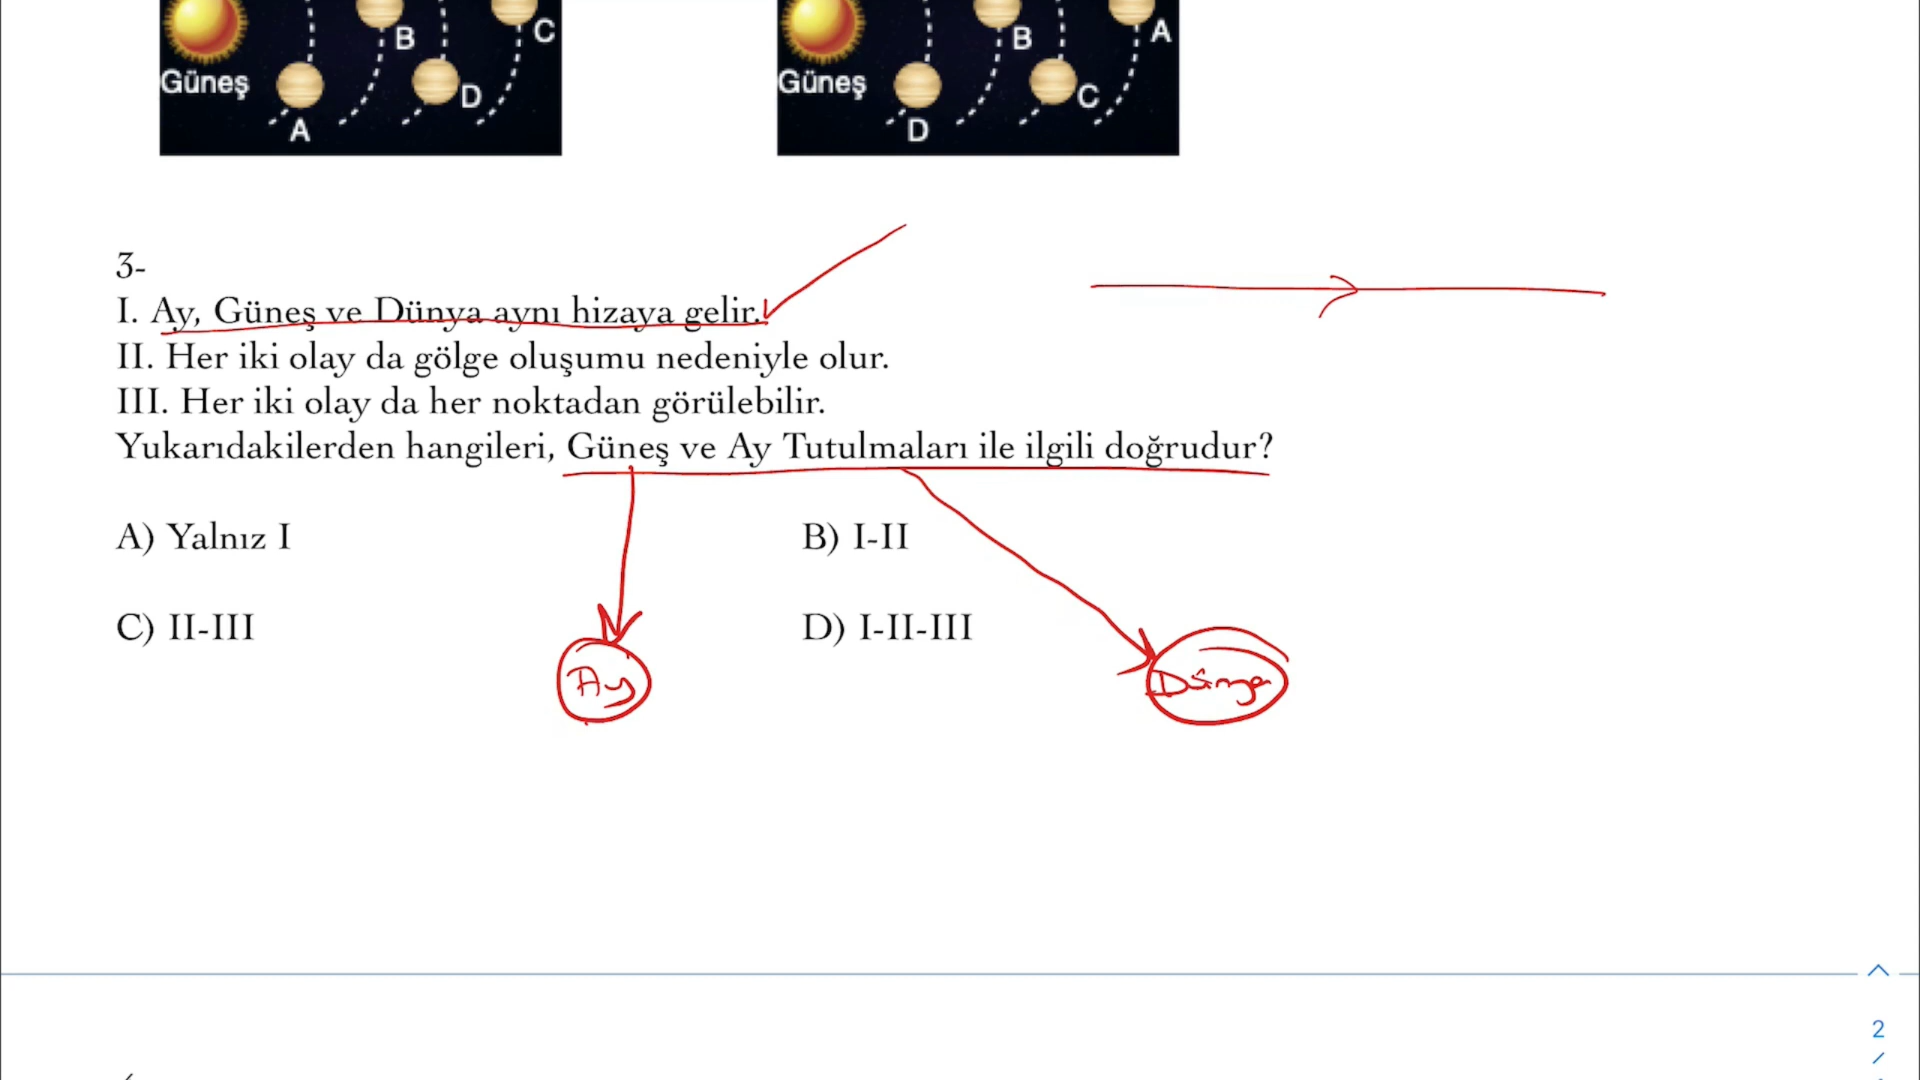 B
C
Güneş
D
A
B
A
Güneş
C
D
3-
I. Ay, Güneş ve Dünya aynı hizaya gelir.
II. Her iki olay da gölge oluşumu nedeniyle olur.
III. Her iki olay da her noktadan görülebilir.
Yukarıdakilerden hangileri, Güneş ve Ay Tutulmaları ile ilgili doğrudur?
A) Yalnız I
B) I-II
C) II-III
D) I-II-III
Ay
Dünya
2
/